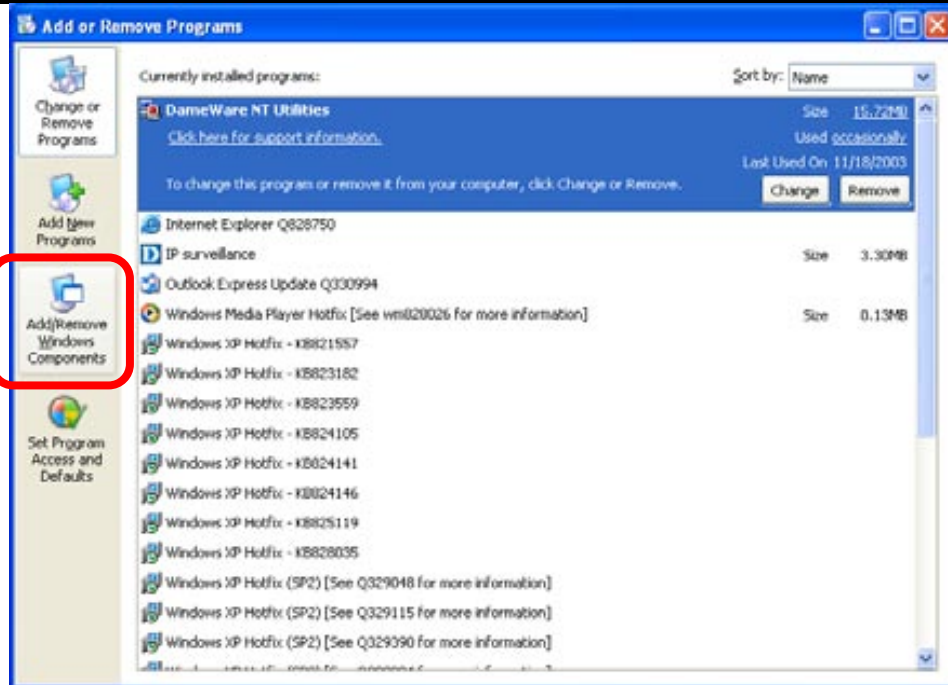 Add or Remove Programs
Change or
Remove
Programs
Add New
Programs
Add/Remove
Windows
Components
Set Program
Access and
Defaults
Currently installed programs:
Sort by: Name
DameWare NT Utilities Size 15.72MB
Click here for support information. Used occasionally
Last Used On 11/18/2003
To change this program or remove it from your computer, click Change or Remove. Change Remove
Internet Explorer Q828750
IP surveillance Size 3.30MB
Outlook Express Update Q330994
Windows Media Player Hotfix [See wm828026 for more information] Size 0.13MB
Windows XP Hotfix - KB821557
Windows XP Hotfix - KB823182
Windows XP Hotfix - KB823559
Windows XP Hotfix - KB824105
Windows XP Hotfix - KB824141
Windows XP Hotfix - KB824146
Windows XP Hotfix - KB825119
Windows XP Hotfix - KB828035
Windows XP Hotfix (SP2) [See Q329048 for more information]
Windows XP Hotfix (SP2) [See Q329115 for more information]
Windows XP Hotfix (SP2) [See Q329390 for more information]